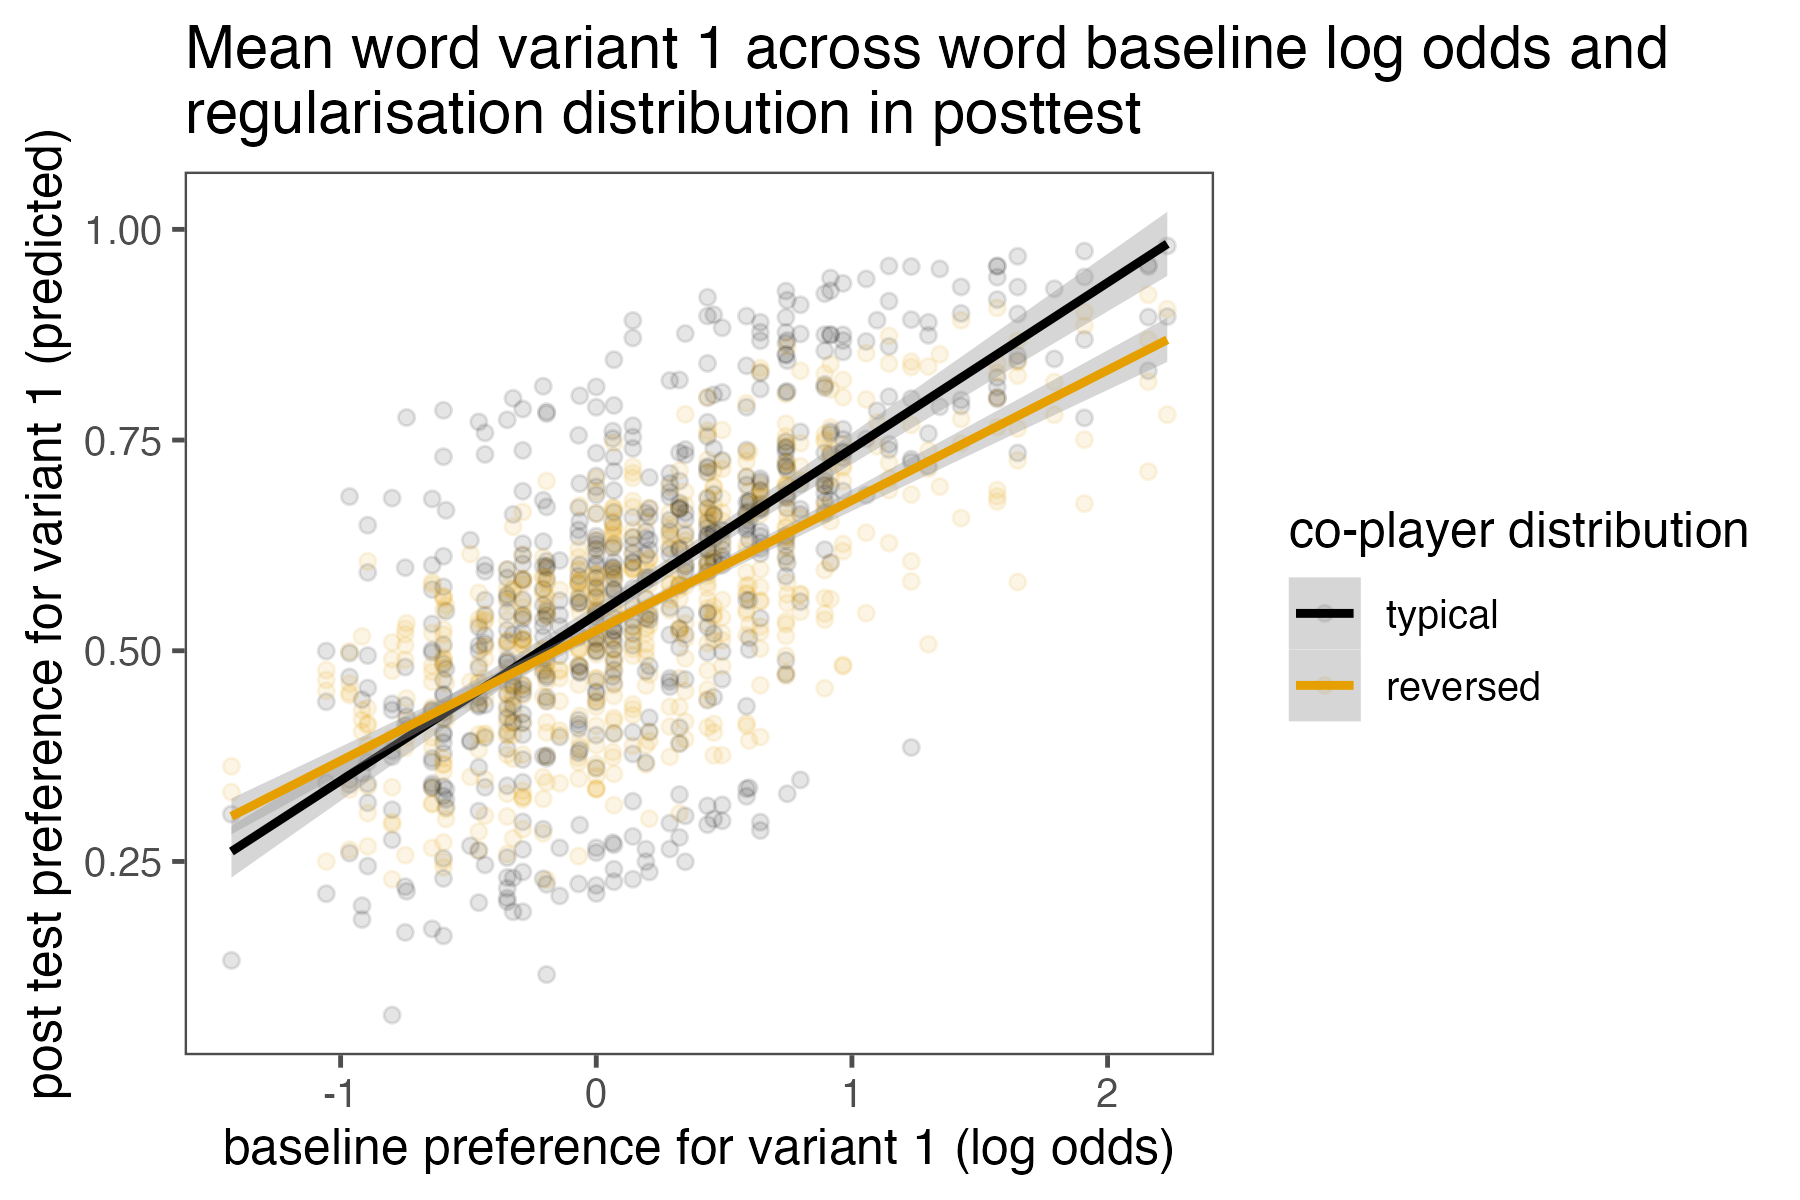 Mean word variant 1 across word baseline log odds and
regularisation distribution in posttest
post test preference for variant 1 (predicted)
1.00
0.75
0.50
0.25
-1
0
1
2
baseline preference for variant 1 (log odds)
co-player distribution
typical
reversed